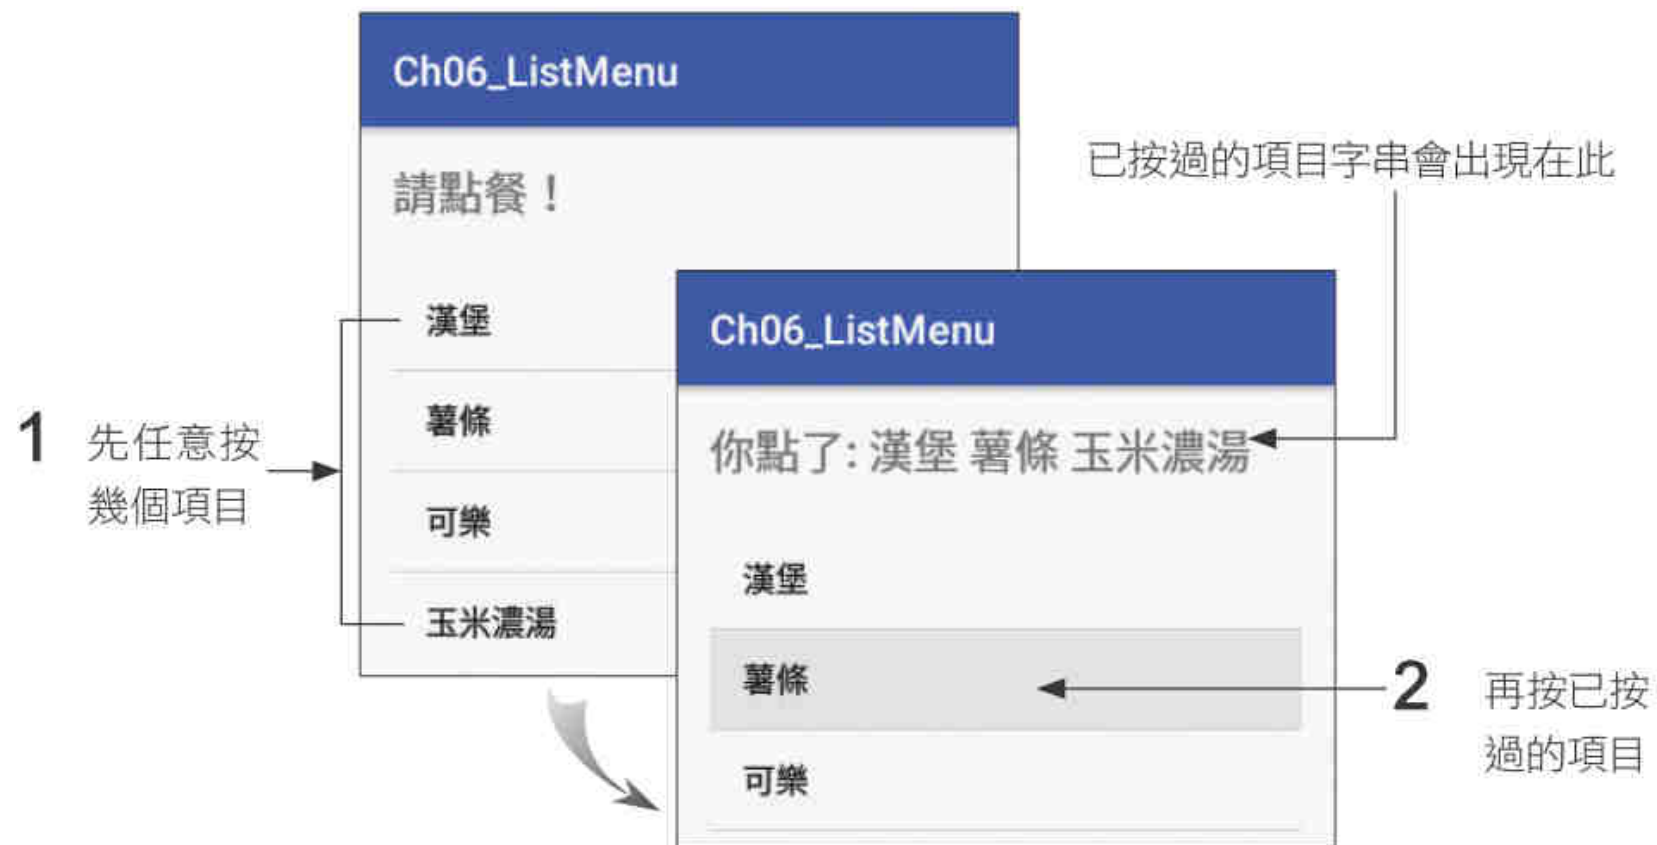 Ch06_ListMenu
請點餐！
漢堡
薯條
可樂
玉米濃湯
1 先任意按
幾個項目
已按過的項目字串會出現在此
Ch06_ListMenu
你點了: 漢堡 薯條 玉米濃湯
漢堡
薯條
可樂
2 再按已按
過的項目